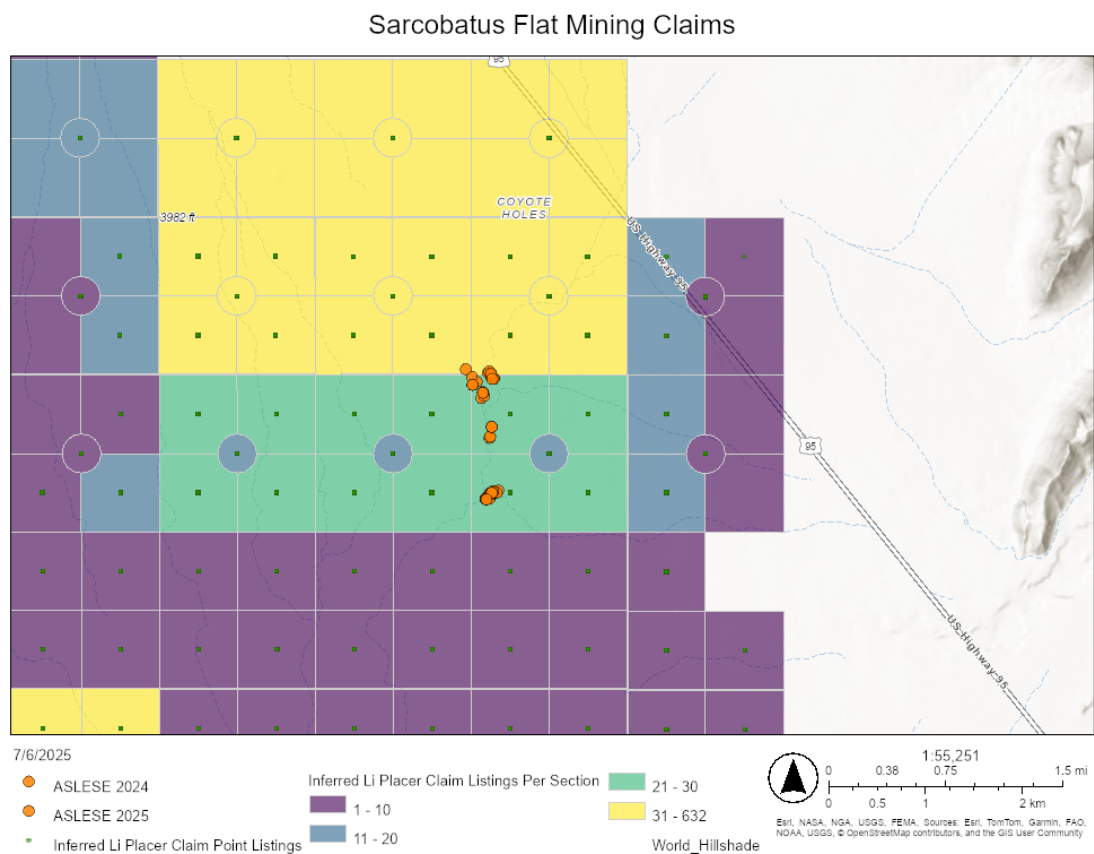 Sarcobatus Flat Mining Claims
95
COYOTE
HOLES
3982 ft
US Highway 95
95
US Highway 95
7/6/2025
ASLESE 2024
ASLESE 2025
Inferred Li Placer Claim Point Listings
Inferred Li Placer Claim Listings Per Section
1 - 10
11 - 20
21 - 30
31 - 632
World_Hillshade
1:55,251
0 0.38 0.75 1.5 mi
0 0.5 1 2 km
Esri, NASA, NGA, USGS, FEMA, Sources: Esri, TomTom, Garmin, FAO,
NOAA, USGS, © OpenStreetMap contributors, and the GIS User Community